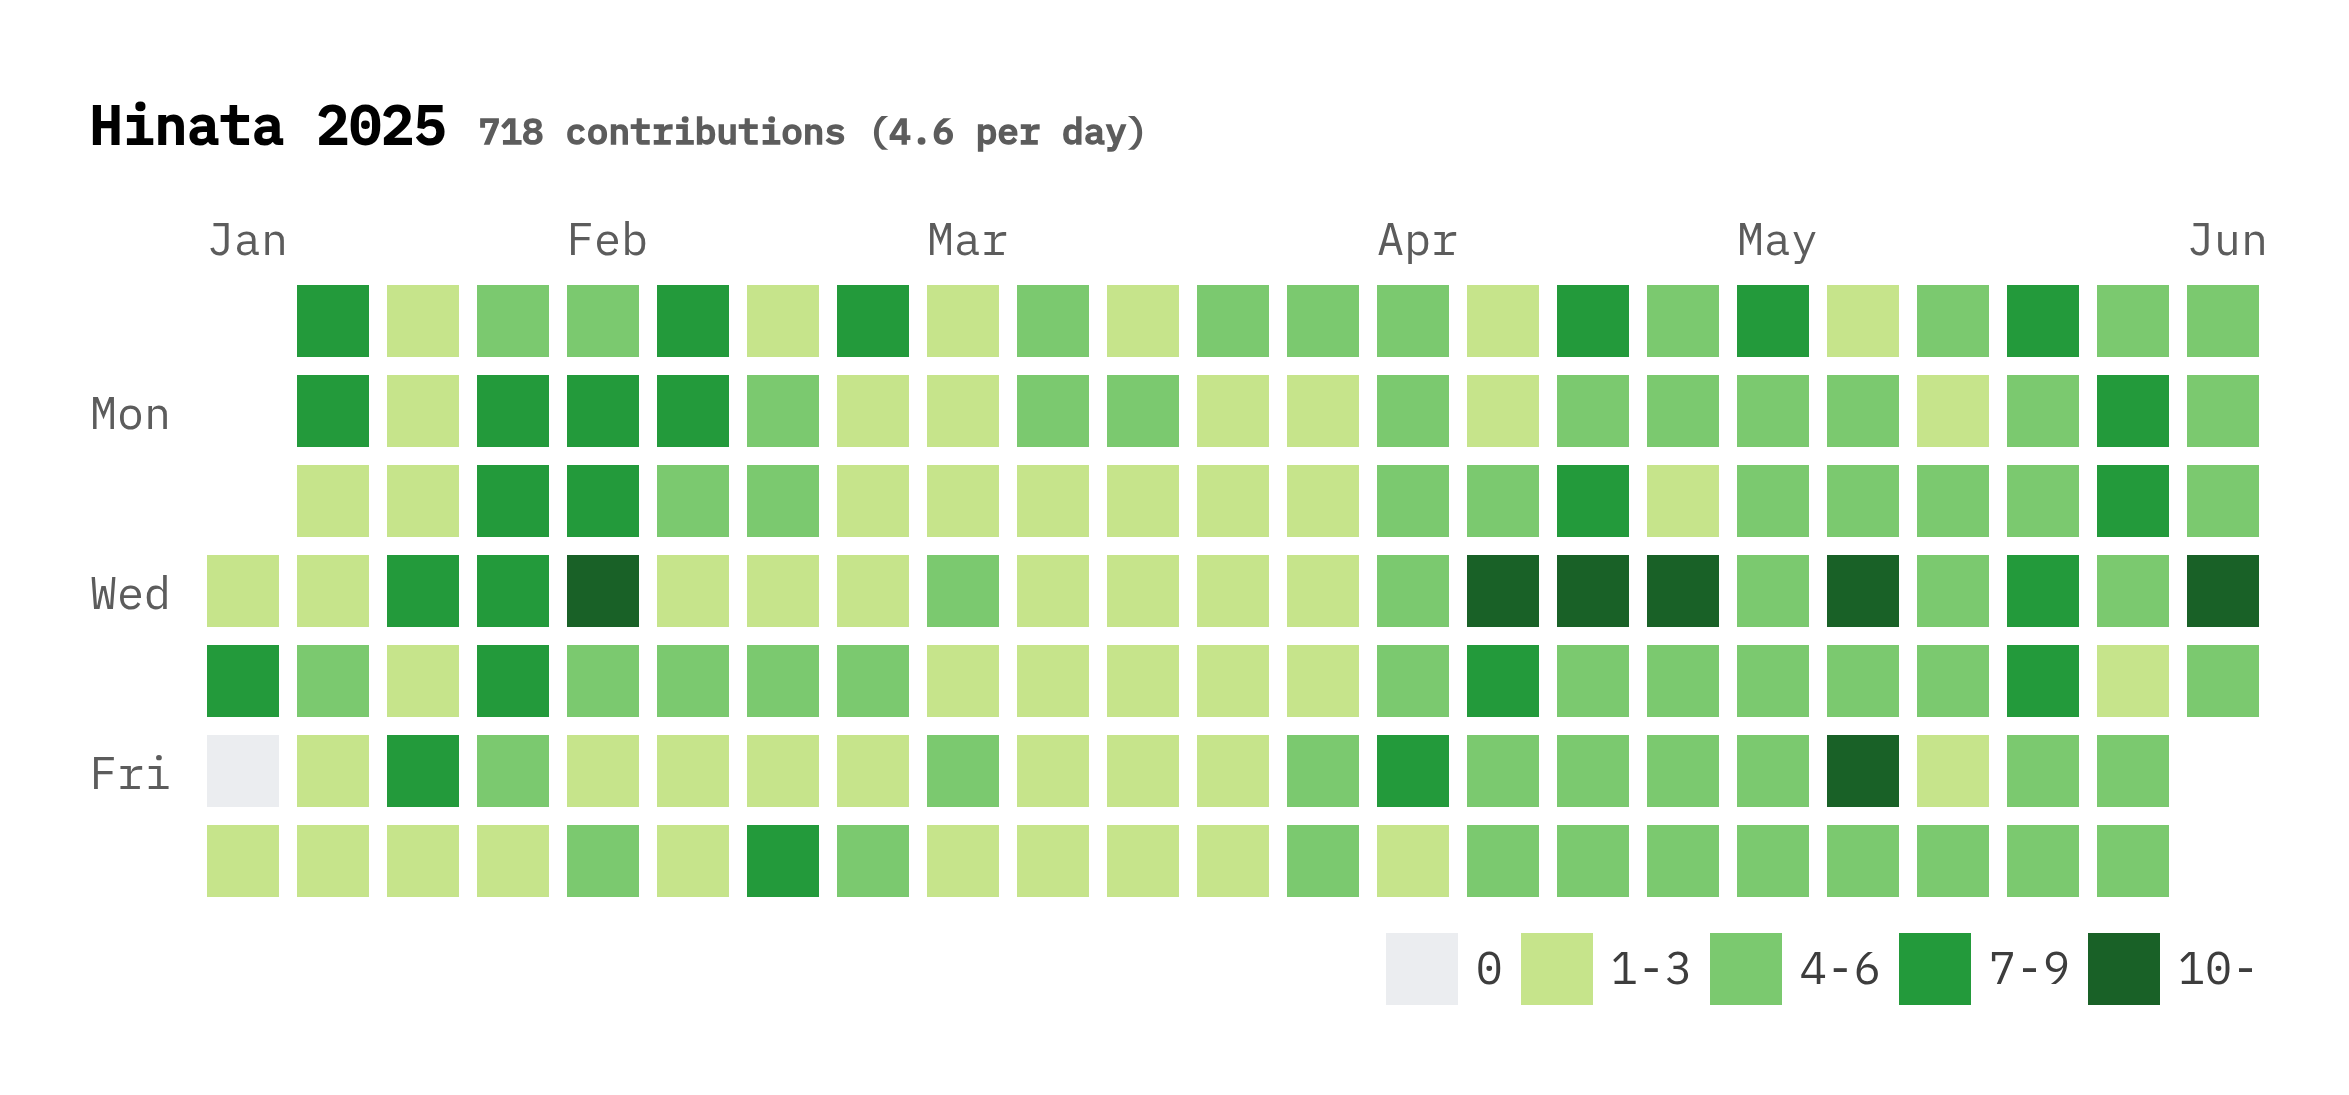 Hinata 2025 718 contributions (4.6 per day)
Jan Feb Mar Apr May Jun
Mon
Wed
Fri
0 1-3 4-6 7-9 10-